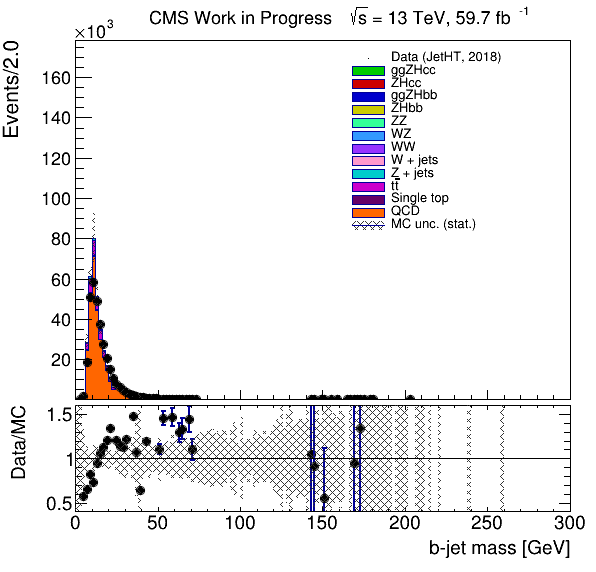 CMS Work in Progress √s = 13 TeV, 59.7 fb -1
×10³
Events/2.0
160
140
120
100
80
60
40
20
Data (JetHT, 2018)
ggZHcc
ZHcc
ggZHbb
ZHbb
ZZ
WZ
WW
W + jets
Z + jets
tt̄
Single top
QCD
MC unc. (stat.)
Data/MC
1.5
1
0.5
0 50 100 150 200 250 300
b-jet mass [GeV]